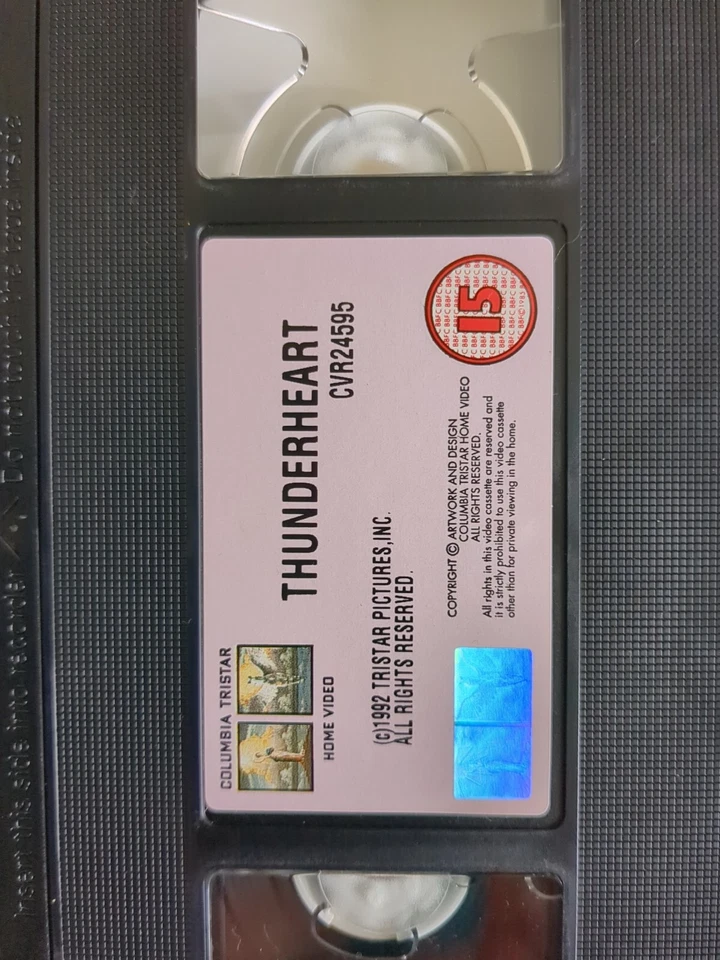 Insert this side into recorder Do not touch the tape inside
COLUMBIA TRISTAR
HOME VIDEO
THUNDERHEART
CVR24595
(c)1992 TRISTAR PICTURES,INC.
ALL RIGHTS RESERVED.
COPYRIGHT © ARTWORK AND DESIGN
COLUMBIA TRISTAR HOME VIDEO
ALL RIGHTS RESERVED.
All rights in this video cassette are reserved and
it is strictly prohibited to use this video cassette
other than for private viewing in the home.
15